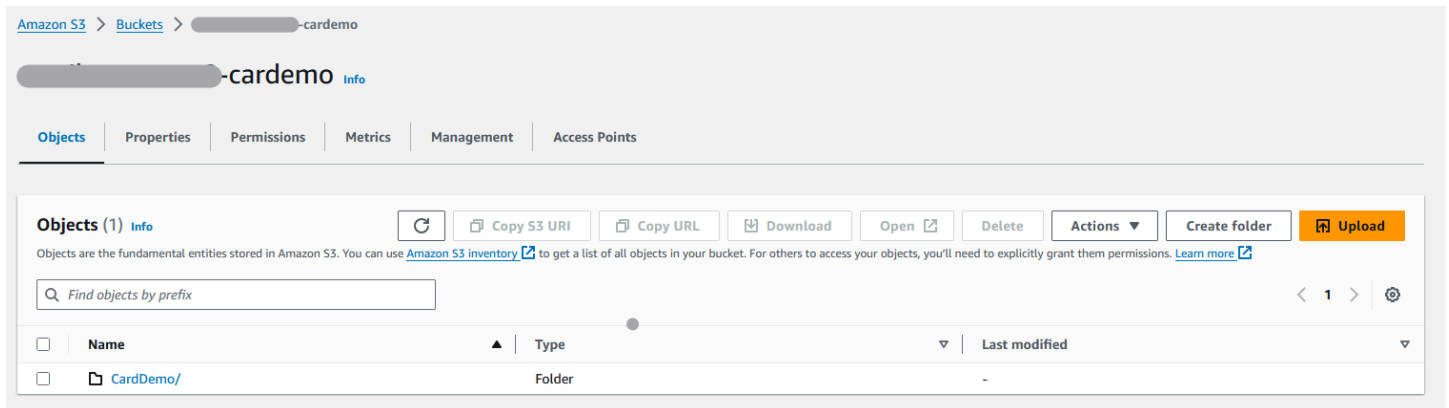 Amazon S3 > Buckets > -cardemo
-cardemo Info
Objects Properties Permissions Metrics Management Access Points
Objects (1) Info Copy S3 URI Copy URL Download Open Delete Actions Create folder Upload
Objects are the fundamental entities stored in Amazon S3. You can use Amazon S3 inventory to get a list of all objects in your bucket. For others to access your objects, you'll need to explicitly grant them permissions. Learn more
Find objects by prefix < 1 >
Name Type Last modified
CardDemo/ Folder -